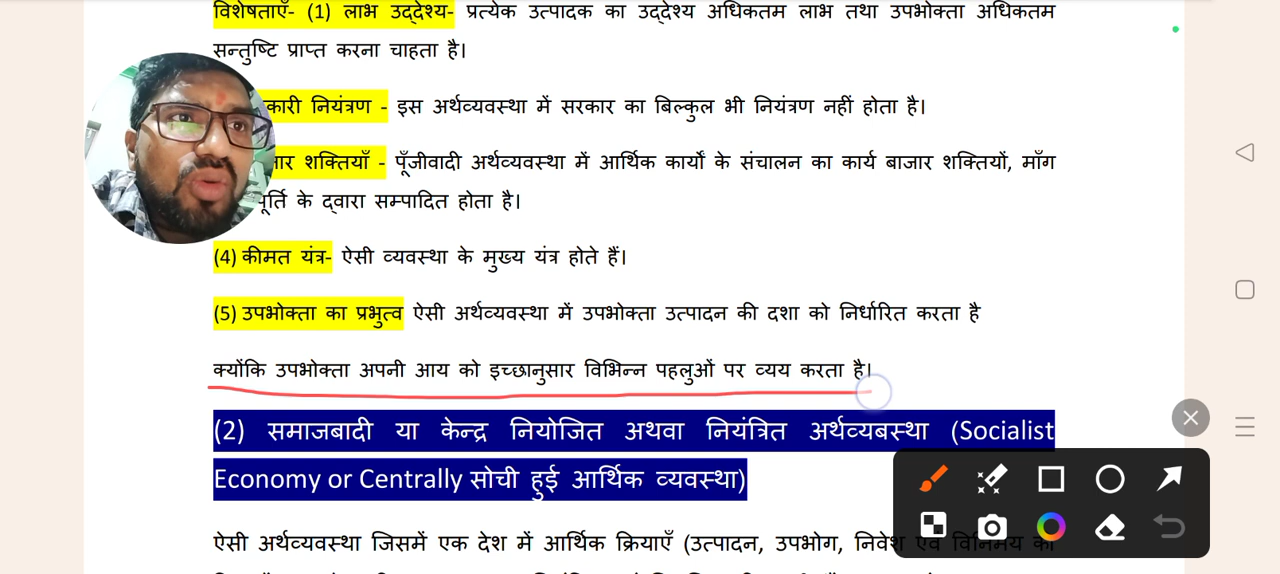 विशेषताएँ- (1) लाभ उद्देश्य- प्रत्येक उत्पादक का उद्देश्य अधिकतम लाभ तथा उपभोक्ता अधिकतम
सन्तुष्टि प्राप्त करना चाहता है।
कारी नियंत्रण - इस अर्थव्यवस्था में सरकार का बिल्कुल भी नियंत्रण नहीं होता है।
ार शक्तियाँ - पूँजीवादी अर्थव्यवस्था में आर्थिक कार्यो के संचालन का कार्य बाजार शक्तियों, माँग
पूर्ति के द्वारा सम्पादित होता है।
(4) कीमत यंत्र- ऐसी व्यवस्था के मुख्य यंत्र होते हैं।
(5) उपभोक्ता का प्रभुत्व ऐसी अर्थव्यवस्था में उपभोक्ता उत्पादन की दशा को निर्धारित करता है
क्योंकि उपभोक्ता अपनी आय को इच्छानुसार विभिन्न पहलुओं पर व्यय करता है।
(2) समाजबादी या केन्द्र नियोजित अथवा नियंत्रित अर्थव्यबस्था (Socialist
Economy or Centrally सोची हुई आर्थिक व्यवस्था)
ऐसी अर्थव्यवस्था जिसमें एक देश में आर्थिक क्रियाएँ (उत्पादन, उपभोग, निवेश एवं विनिमय का